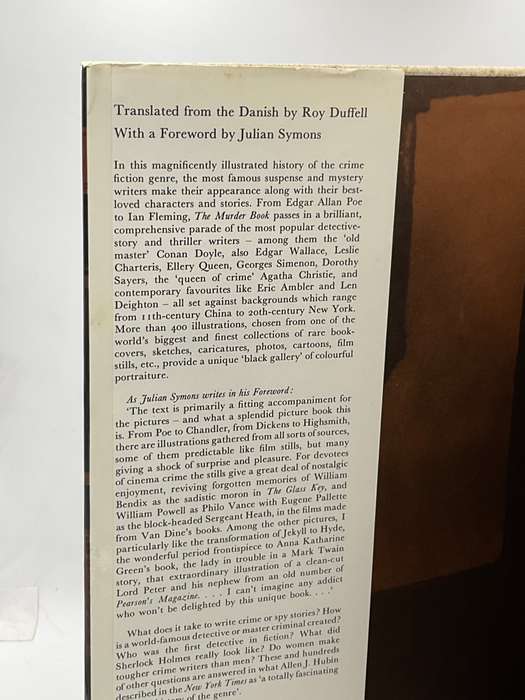 Translated from the Danish by Roy Duffell
With a Foreword by Julian Symons
In this magnificently illustrated history of the crime
fiction genre, the most famous suspense and mystery
writers make their appearance along with their best-
loved characters and stories. From Edgar Allan Poe
to Ian Fleming, The Murder Book passes in a brilliant,
comprehensive parade of the most popular detective-
story and thriller writers – among them the 'old
master' Conan Doyle, also Edgar Wallace, Leslie
Charteris, Ellery Queen, Georges Simenon, Dorothy
Sayers, the 'queen of crime' Agatha Christie, and
contemporary favourites like Eric Ambler and Len
Deighton – all set against backgrounds which range
from 11th-century China to 20th-century New York.
More than 400 illustrations, chosen from one of the
world's biggest and finest collections of rare book-
covers, sketches, caricatures, photos, cartoons, film
stills, etc., provide a unique 'black gallery' of colourful
portraiture.
As Julian Symons writes in his Foreword:
'The text is primarily a fitting accompaniment for
the pictures – and what a splendid picture book this
is. From Poe to Chandler, from Dickens to Highsmith,
there are illustrations gathered from all sorts of sources,
some of them predictable like film stills, but many
giving a shock of surprise and pleasure. For devotees
of cinema crime the stills give a great deal of nostalgic
enjoyment, reviving forgotten memories of William
Bendix as the sadistic moron in The Glass Key, and
William Powell as Philo Vance with Eugene Pallette
as the block-headed Sergeant Heath, in the films made
from Van Dine's books. Among the other pictures, I
particularly like the transformation of Jekyll to Hyde,
the wonderful period frontispiece to Anna Katharine
Green's book, the lady in trouble in a Mark Twain
story, that extraordinary illustration of a clean-cut
Lord Peter and his nephew from an old number of
Pearson's Magazine. . . . I can't imagine any addict
who won't be delighted by this unique book. . . .'
What does it take to write crime or spy stories? How
is a world-famous detective or master criminal created?
Who was the first detective in fiction? What did
Sherlock Holmes really look like? Do women make
tougher crime writers than men? These and hundreds
of other questions are answered in what Allen J. Hubin
described in the New York Times as 'a totally fascinating
of the genre'.